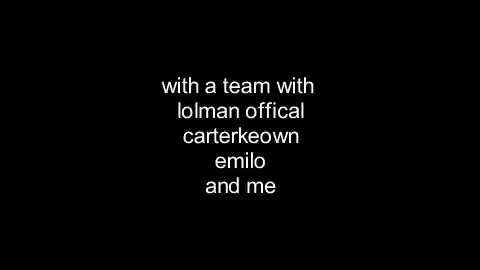 with a team with
lolman offical
carterkeown
emilo
and me